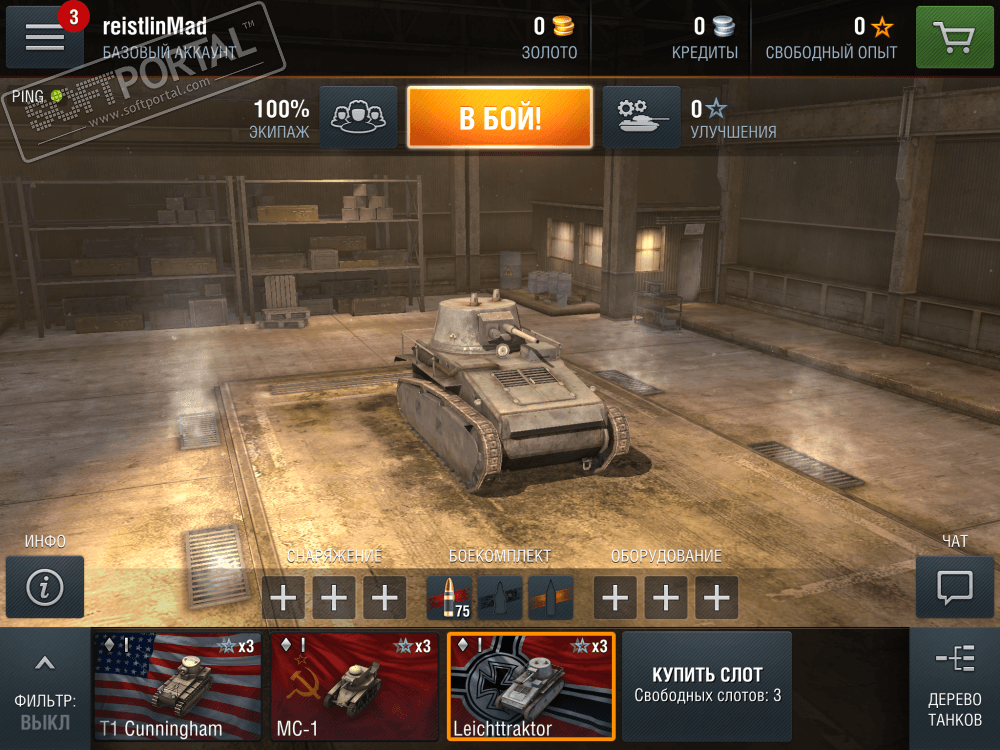 3
reistlinMad
БАЗОВЫЙ АККАУНТ
0
ЗОЛОТО
0
КРЕДИТЫ
0
СВОБОДНЫЙ ОПЫТ
SOFTPORTAL™
www.softportal.com
PING
100%
ЭКИПАЖ
В БОЙ!
0
УЛУЧШЕНИЯ
ИНФО
СНАРЯЖЕНИЕ
БОЕКОМПЛЕКТ
ОБОРУДОВАНИЕ
ЧАТ
75
ФИЛЬТР:
ВЫКЛ
I
x3
T1 Cunningham
I
x3
МС-1
I
x3
Leichttraktor
КУПИТЬ СЛОТ
Свободных слотов: 3
ДЕРЕВО
ТАНКОВ